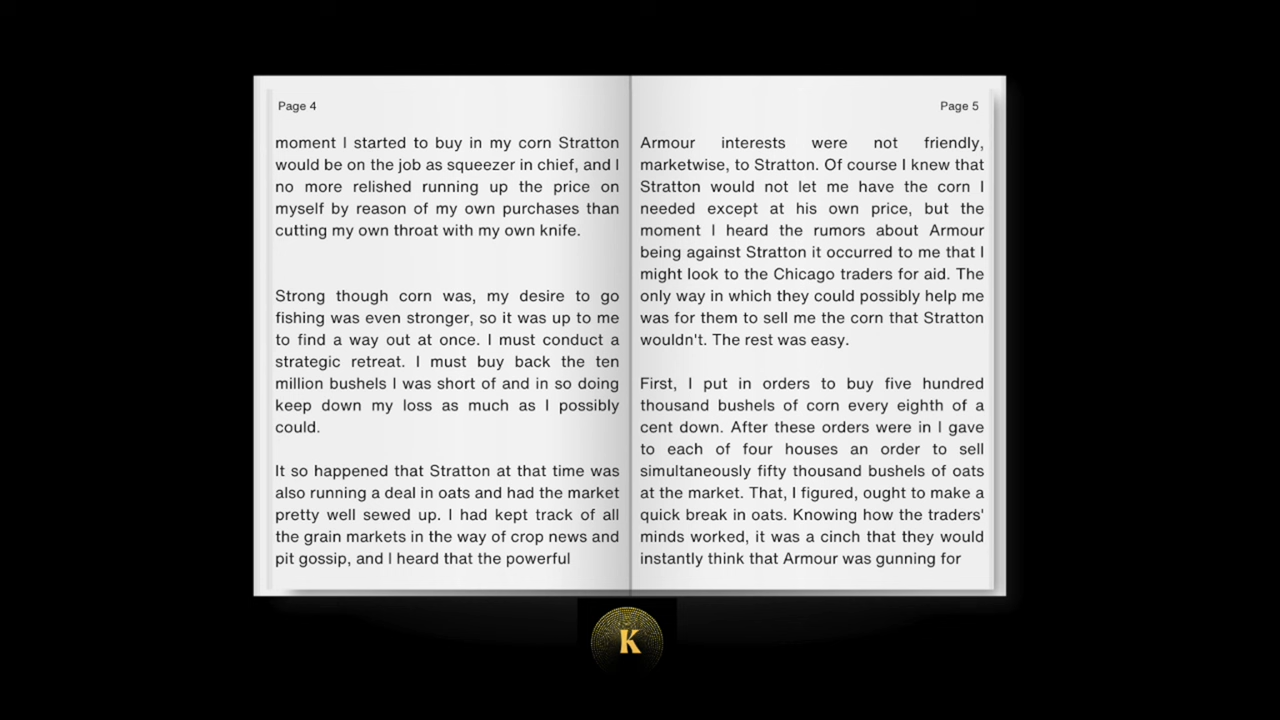 Page 4
moment I started to buy in my corn Stratton
would be on the job as squeezer in chief, and I
no more relished running up the price on
myself by reason of my own purchases than
cutting my own throat with my own knife.
Strong though corn was, my desire to go
fishing was even stronger, so it was up to me
to find a way out at once. I must conduct a
strategic retreat. I must buy back the ten
million bushels I was short of and in so doing
keep down my loss as much as I possibly
could.
It so happened that Stratton at that time was
also running a deal in oats and had the market
pretty well sewed up. I had kept track of all
the grain markets in the way of crop news and
pit gossip, and I heard that the powerful
Page 5
Armour interests were not friendly,
marketwise, to Stratton. Of course I knew that
Stratton would not let me have the corn I
needed except at his own price, but the
moment I heard the rumors about Armour
being against Stratton it occurred to me that I
might look to the Chicago traders for aid. The
only way in which they could possibly help me
was for them to sell me the corn that Stratton
wouldn't. The rest was easy.
First, I put in orders to buy five hundred
thousand bushels of corn every eighth of a
cent down. After these orders were in I gave
to each of four houses an order to sell
simultaneously fifty thousand bushels of oats
at the market. That, I figured, ought to make a
quick break in oats. Knowing how the traders'
minds worked, it was a cinch that they would
instantly think that Armour was gunning for
K